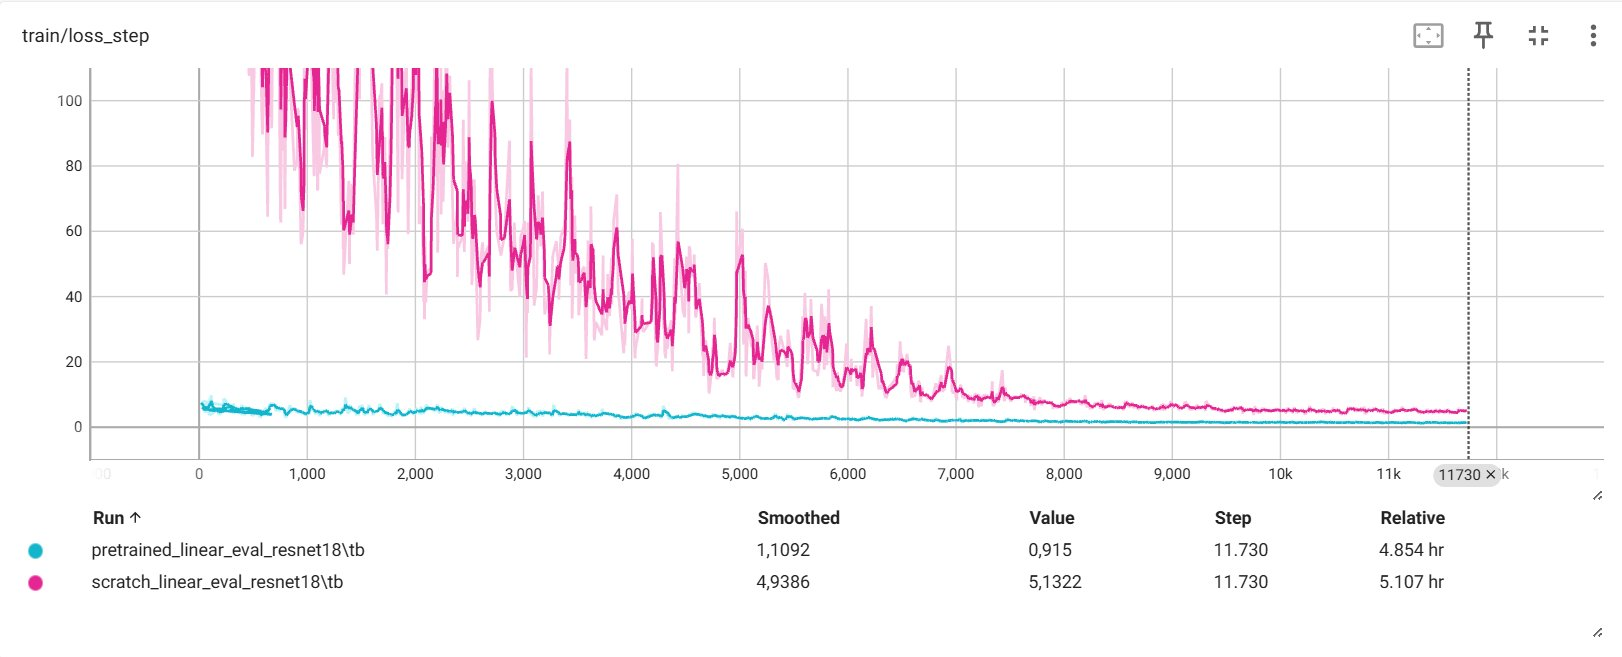 train/loss_step
100
80
60
40
20
0
0 1,000 2,000 3,000 4,000 5,000 6,000 7,000 8,000 9,000 10k 11k 11730 × k
Run ↑ Smoothed Value Step Relative
pretrained_linear_eval_resnet18\tb 1,1092 0,915 11.730 4.854 hr
scratch_linear_eval_resnet18\tb 4,9386 5,1322 11.730 5.107 hr